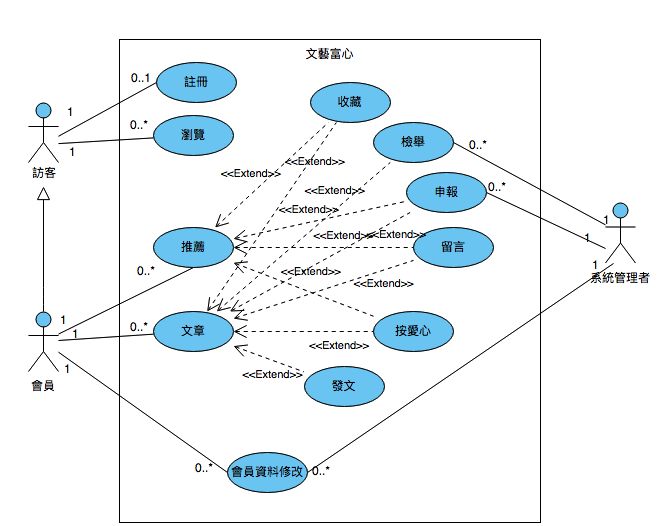 文藝富心
註冊
0..1
1
收藏
瀏覽
0..*
1
檢舉
0..*
<<Extend>>
訪客
<<Extend>>
申報
0..*
<<Extend>>
<<Extend>>
1
推薦
<<Extend>>
<<Extend>>
留言
1
0..*
<<Extend>>
1
系統管理者
<<Extend>>
1
文章
0..*
1
按愛心
<<Extend>>
會員
1
<<Extend>>
發文
0..*
會員資料修改
0..*